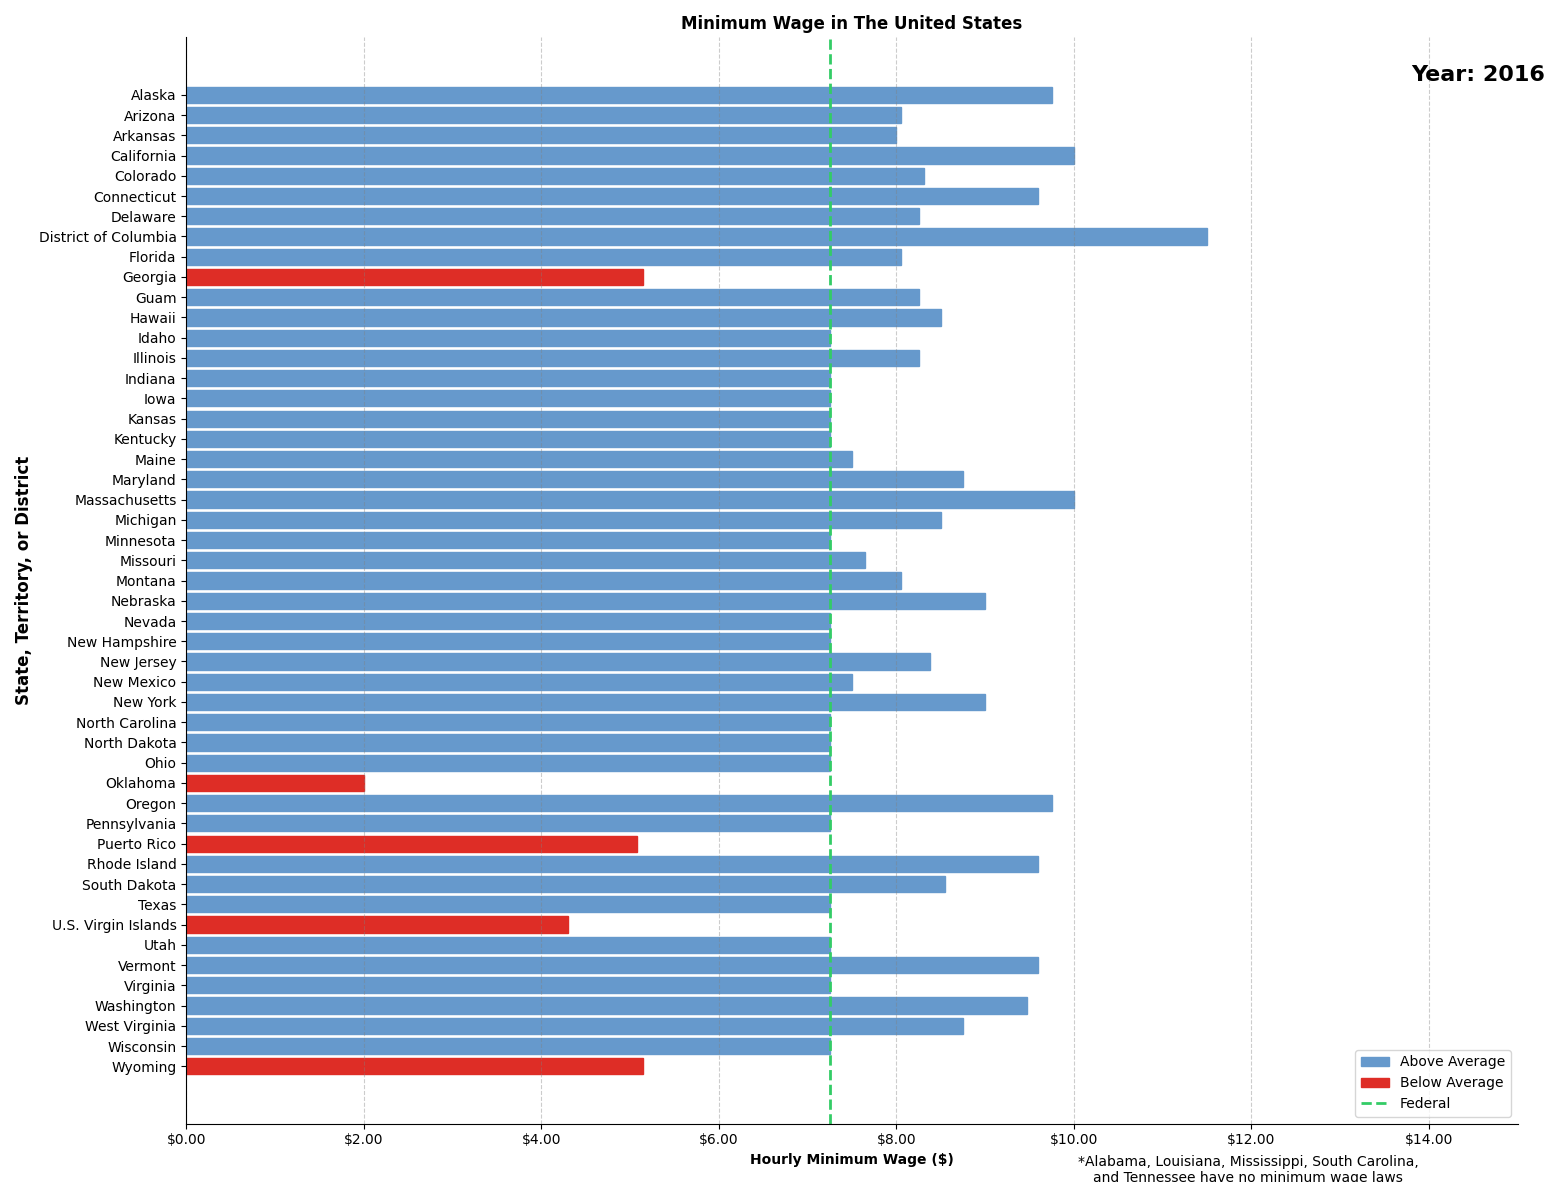 Minimum Wage in The United States
Year: 2016
State, Territory, or District
Alaska
Arizona
Arkansas
California
Colorado
Connecticut
Delaware
District of Columbia
Florida
Georgia
Guam
Hawaii
Idaho
Illinois
Indiana
Iowa
Kansas
Kentucky
Maine
Maryland
Massachusetts
Michigan
Minnesota
Missouri
Montana
Nebraska
Nevada
New Hampshire
New Jersey
New Mexico
New York
North Carolina
North Dakota
Ohio
Oklahoma
Oregon
Pennsylvania
Puerto Rico
Rhode Island
South Dakota
Texas
U.S. Virgin Islands
Utah
Vermont
Virginia
Washington
West Virginia
Wisconsin
Wyoming
Above Average
Below Average
Federal
$0.00 $2.00 $4.00 $6.00 $8.00 $10.00 $12.00 $14.00
Hourly Minimum Wage ($)
*Alabama, Louisiana, Mississippi, South Carolina,
and Tennessee have no minimum wage laws